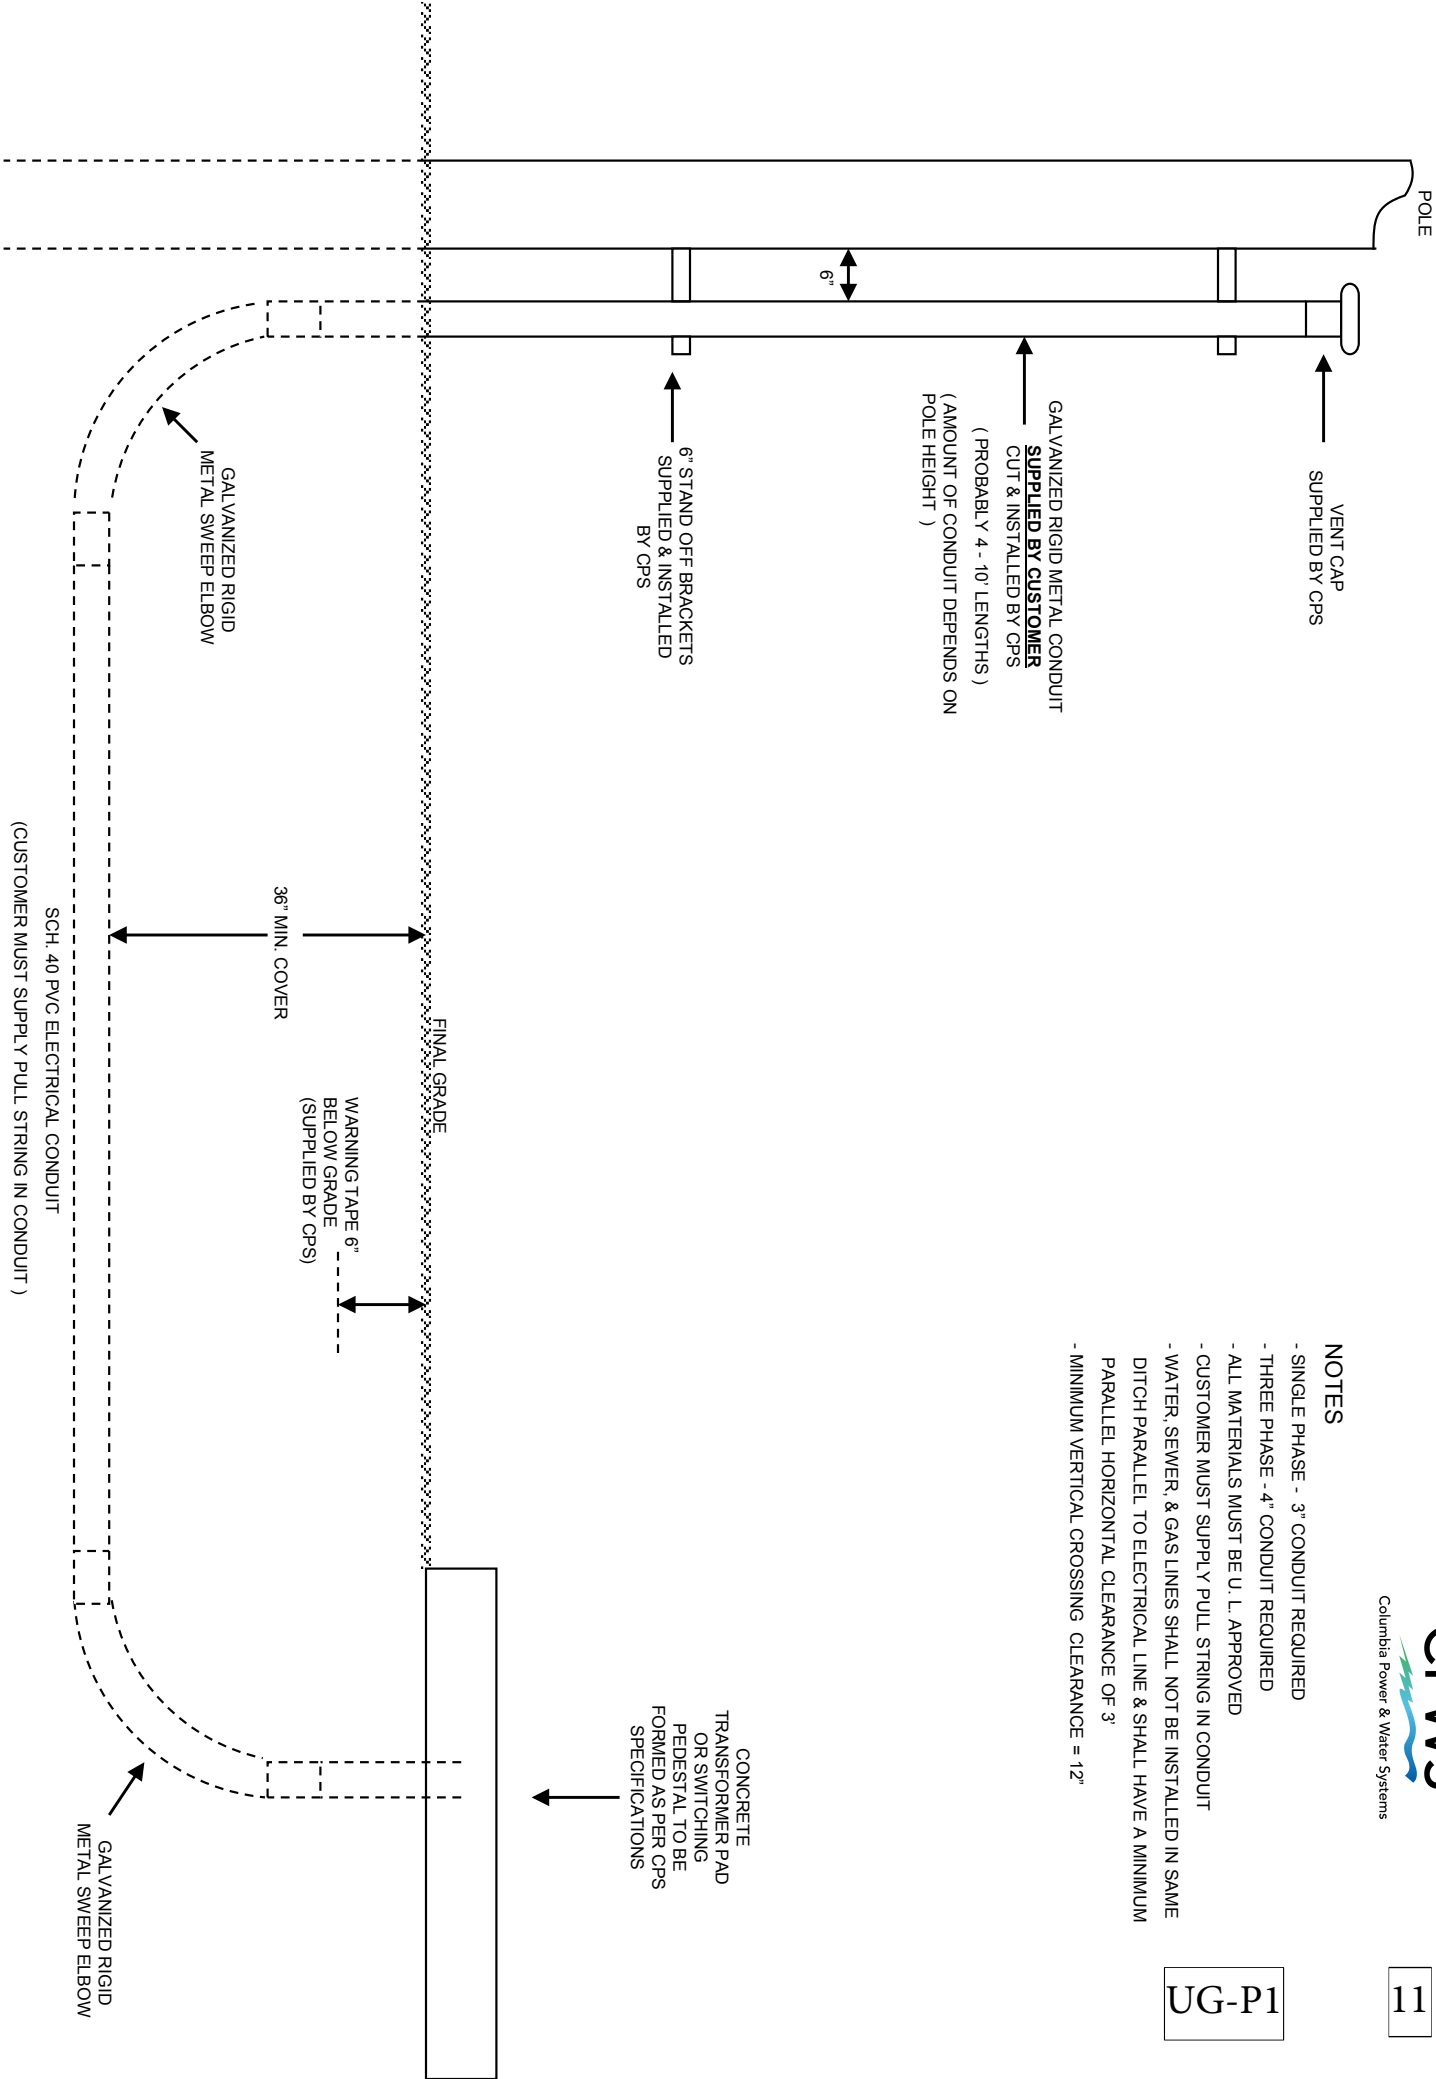 POLE
VENT CAP
SUPPLIED BY CPS
GALVANIZED RIGID METAL CONDUIT
SUPPLIED BY CUSTOMER
CUT & INSTALLED BY CPS
( PROBABLY 4 - 10' LENGTHS )
( AMOUNT OF CONDUIT DEPENDS ON
POLE HEIGHT )
6"
6" STAND OFF BRACKETS
SUPPLIED & INSTALLED
BY CPS
GALVANIZED RIGID
METAL SWEEP ELBOW
36" MIN. COVER
SCH. 40 PVC ELECTRICAL CONDUIT
(CUSTOMER MUST SUPPLY PULL STRING IN CONDUIT )
FINAL GRADE
WARNING TAPE 6"
BELOW GRADE
(SUPPLIED BY CPS)
Columbia Power & Water Systems
NOTES
- SINGLE PHASE - 3" CONDUIT REQUIRED
- THREE PHASE - 4" CONDUIT REQUIRED
- ALL MATERIALS MUST BE U. L. APPROVED
- CUSTOMER MUST SUPPLY PULL STRING IN CONDUIT
- WATER, SEWER, & GAS LINES SHALL NOT BE INSTALLED IN SAME
DITCH PARALLEL TO ELECTRICAL LINE & SHALL HAVE A MINIMUM
PARALLEL HORIZONTAL CLEARANCE OF 3'
- MINIMUM VERTICAL CROSSING CLEARANCE = 12"
CONCRETE
TRANSFORMER PAD
OR SWITCHING
PEDESTAL TO BE
FORMED AS PER CPS
SPECIFICATIONS
GALVANIZED RIGID
METAL SWEEP ELBOW
11
UG-P1